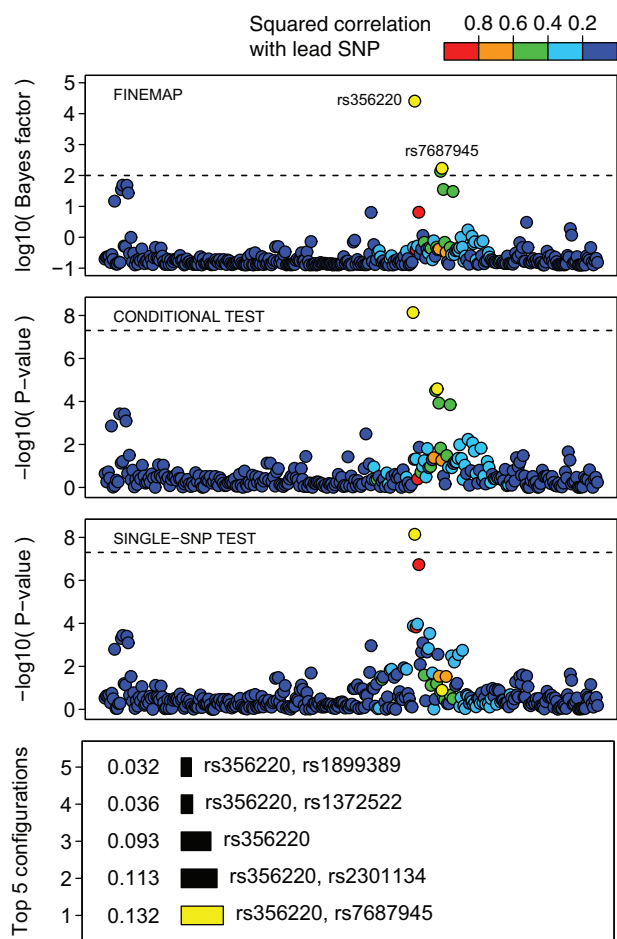 Squared correlation
with lead SNP
0.8 0.6 0.4 0.2
FINEMAP
log10( Bayes factor)
5
4
3
2
1
0
−1
rs356220
rs7687945
CONDITIONAL TEST
−log10( P−value)
8
6
4
2
0
SINGLE−SNP TEST
−log10( P−value)
8
6
4
2
0
Top 5 configurations
5 0.032 rs356220, rs1899389
4 0.036 rs356220, rs1372522
3 0.093 rs356220
2 0.113 rs356220, rs2301134
1 0.132 rs356220, rs7687945